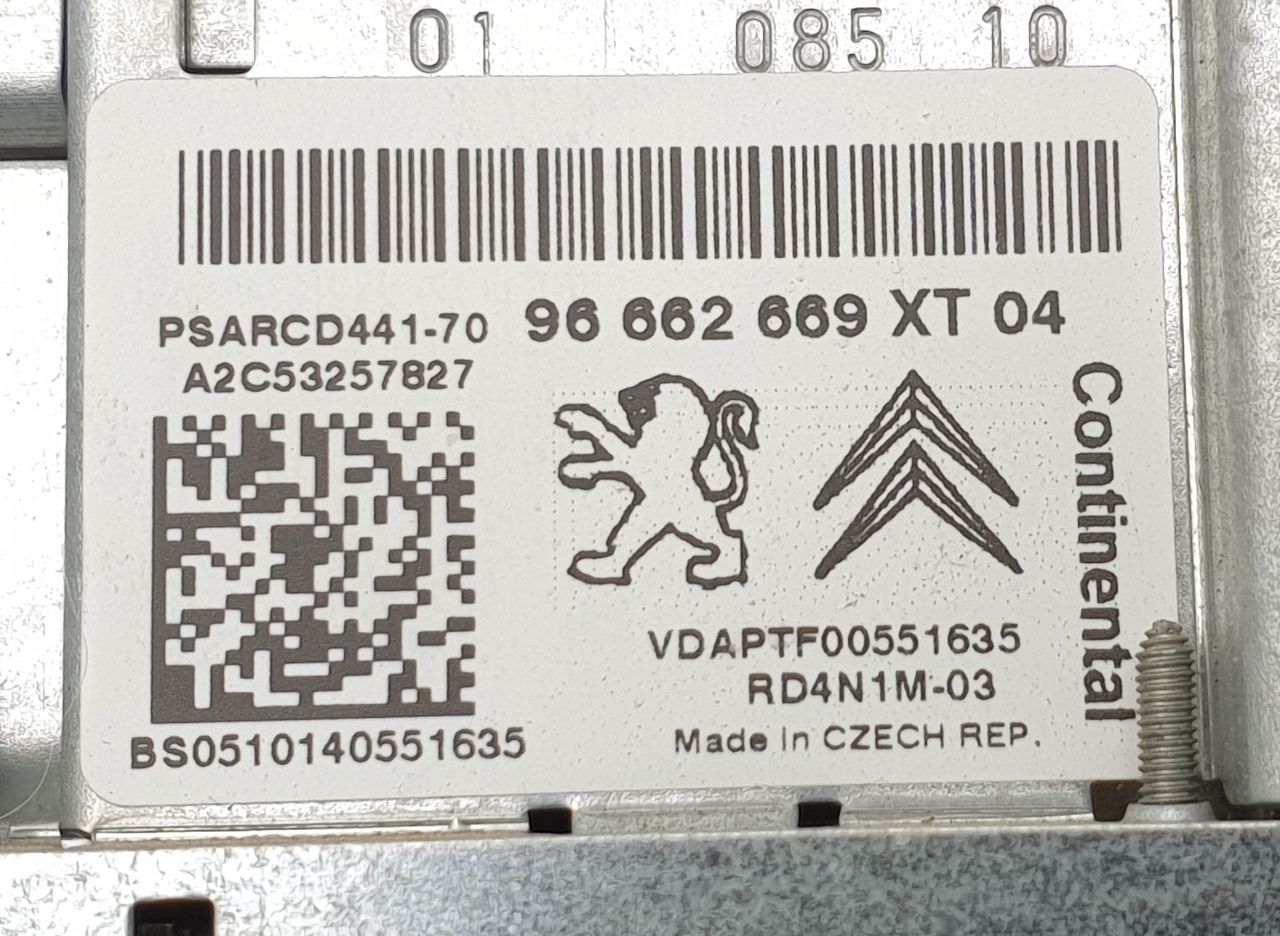 01 085 10
PSARCD441-70 96 662 669 XT 04
A2C53257827
Continental
VDAPTF00551635
RD4N1M-03
BS0510140551635
Made in CZECH REP.